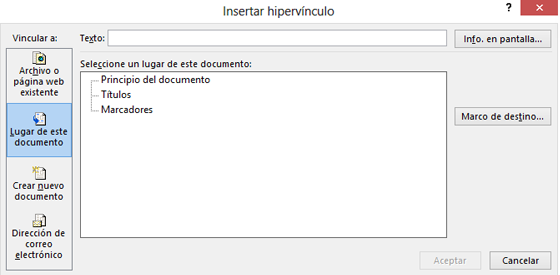 Insertar hipervínculo
?
Vincular a:
Texto:
Info. en pantalla...
Archivo o
página web
existente
Lugar de este
documento
Crear nuevo
documento
Dirección de
correo
electrónico
Seleccione un lugar de este documento:
Principio del documento
Títulos
Marcadores
Marco de destino...
Aceptar
Cancelar